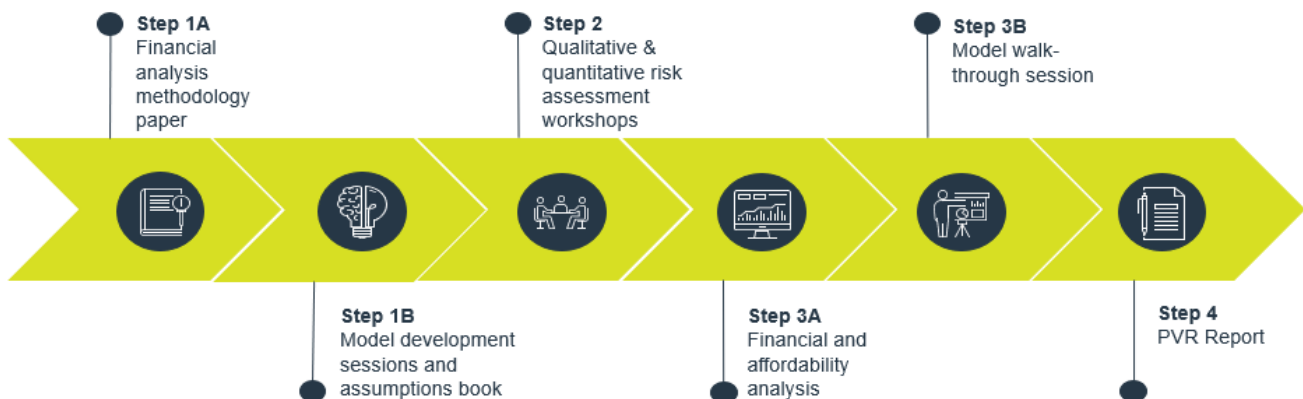 Step 1A
Financial
analysis
methodology
paper
Step 1B
Model development
sessions and
assumptions book
Step 2
Qualitative &
quantitative risk
assessment
workshops
Step 3A
Financial and
affordability
analysis
Step 3B
Model walk-
through session
Step 4
PVR Report